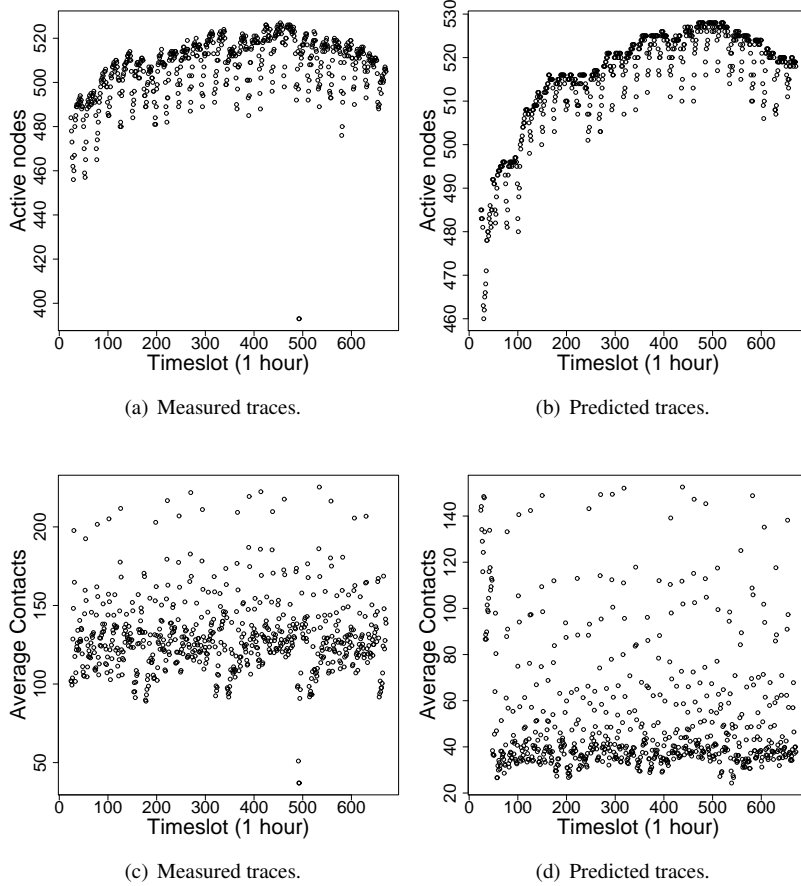 520
500
480
460
440
420
400
Active nodes
0 100 200 300 400 500 600
Timeslot (1 hour)
(a) Measured traces.
530
520
510
500
490
480
470
460
Active nodes
0 100 200 300 400 500 600
Timeslot (1 hour)
(b) Predicted traces.
200
150
100
50
Average Contacts
0 100 200 300 400 500 600
Timeslot (1 hour)
(c) Measured traces.
140
120
100
80
60
40
20
Average Contacts
0 100 200 300 400 500 600
Timeslot (1 hour)
(d) Predicted traces.